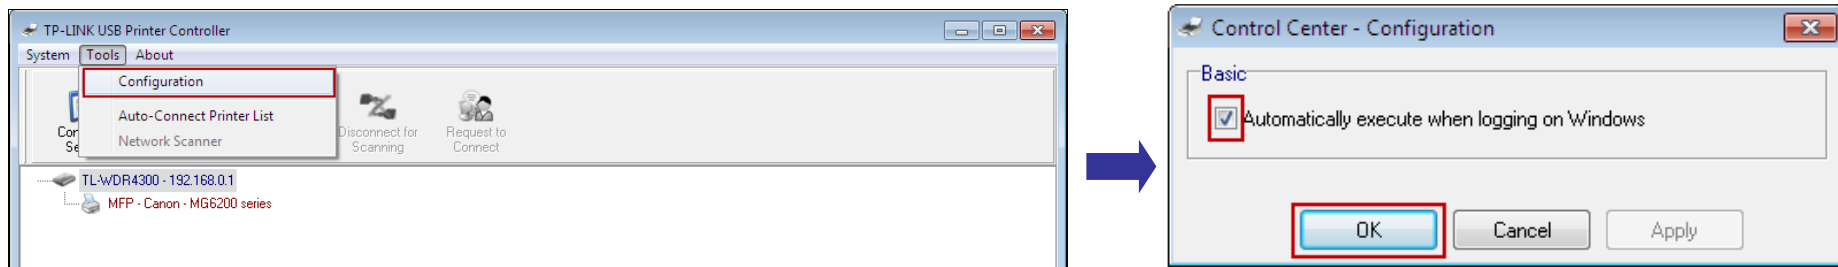 TP-LINK USB Printer Controller
System Tools About
Configuration
Auto-Connect Printer List
Network Scanner
Disconnect for
Scanning
Request to
Connect
TL-WDR4300 - 192.168.0.1
MFP - Canon - MG6200 series
Control Center - Configuration
Basic
Automatically execute when logging on Windows
OK Cancel Apply